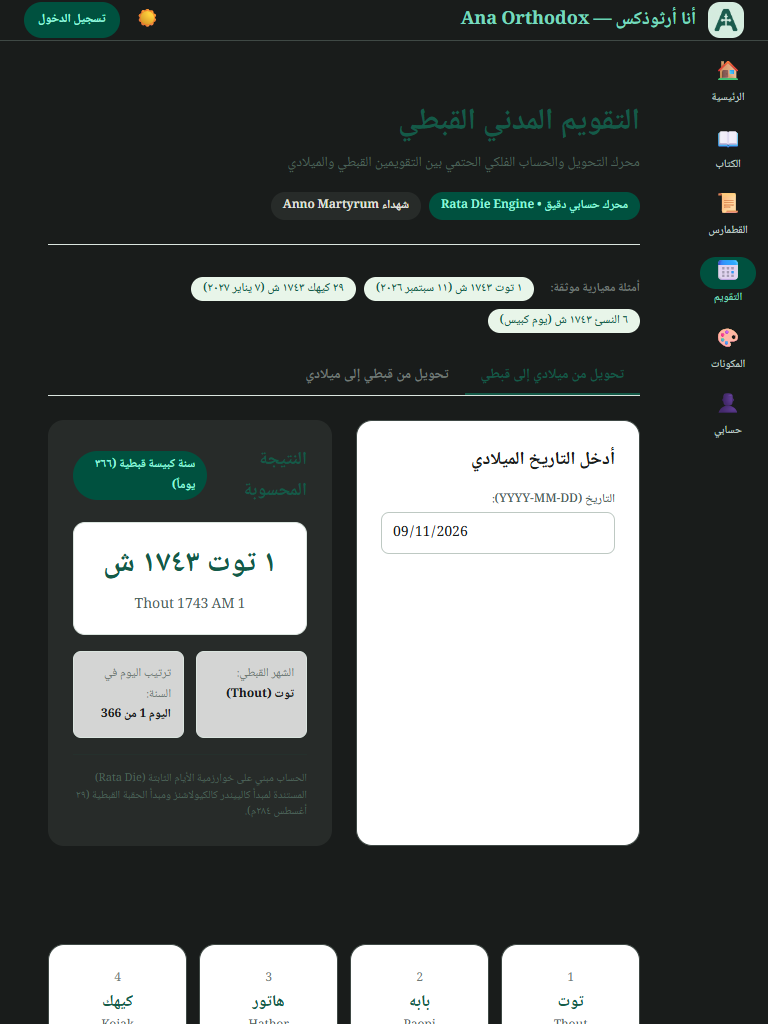 أنا أرثوذكس — Ana Orthodox
تسجيل الدخول
الرئيسية
الكتاب
القطمارس
التقويم
المكونات
حسابي
التقويم المدني القبطي
محرك التحويل والحساب الفلكي الحتمي بين التقويمين القبطي والميلادي
محرك حسابي دقيق • Rata Die Engine
شهداء Anno Martyrum
أمثلة معيارية موثقة:
١ توت ١٧٤٣ ش (١١ سبتمبر ٢٠٢٦)
٢٩ كيهك ١٧٤٣ ش (٧ يناير ٢٠٢٧)
٦ النسئ ١٧٤٣ ش (يوم كبيس)
تحويل من ميلادي إلى قبطي
تحويل من قبطي إلى ميلادي
أدخل التاريخ الميلادي
التاريخ (YYYY-MM-DD):
09/11/2026
النتيجة
المحسوبة
سنة كبيسة قبطية (٣٦٦
يوماً)
١ توت ١٧٤٣ ش
Thout 1743 AM 1
الشهر القبطي:
توت (Thout)
ترتيب اليوم في
السنة:
اليوم 1 من 366
الحساب مبني على خوارزمية الأيام الثابتة (Rata Die)
المستندة لمبدأ كالييندر كالكيولاشنز ومبدأ الحقبة القبطية (٢٩
أغسطس ٢٨٤م).
1
توت
Thout
2
بابه
Paopi
3
هاتور
Hathor
4
كيهك
Kojak